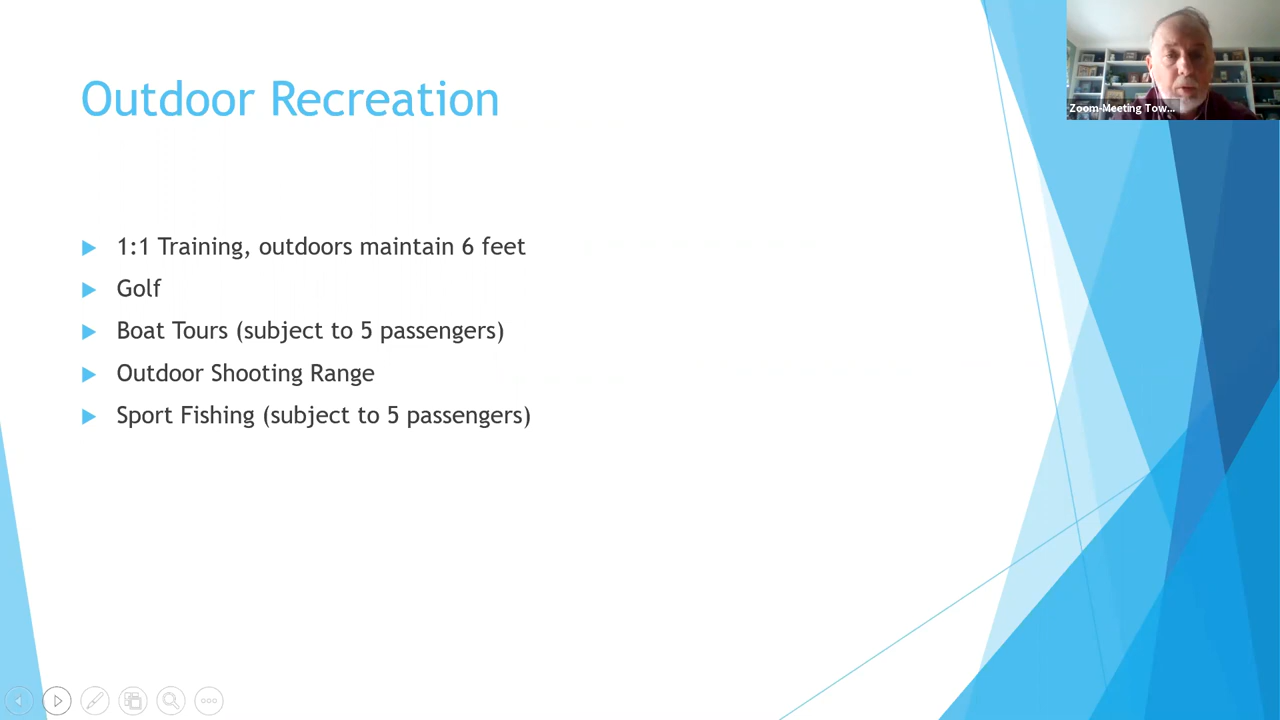 Outdoor Recreation
Zoom-Meeting Tow...
1:1 Training, outdoors maintain 6 feet
Golf
Boat Tours (subject to 5 passengers)
Outdoor Shooting Range
Sport Fishing (subject to 5 passengers)